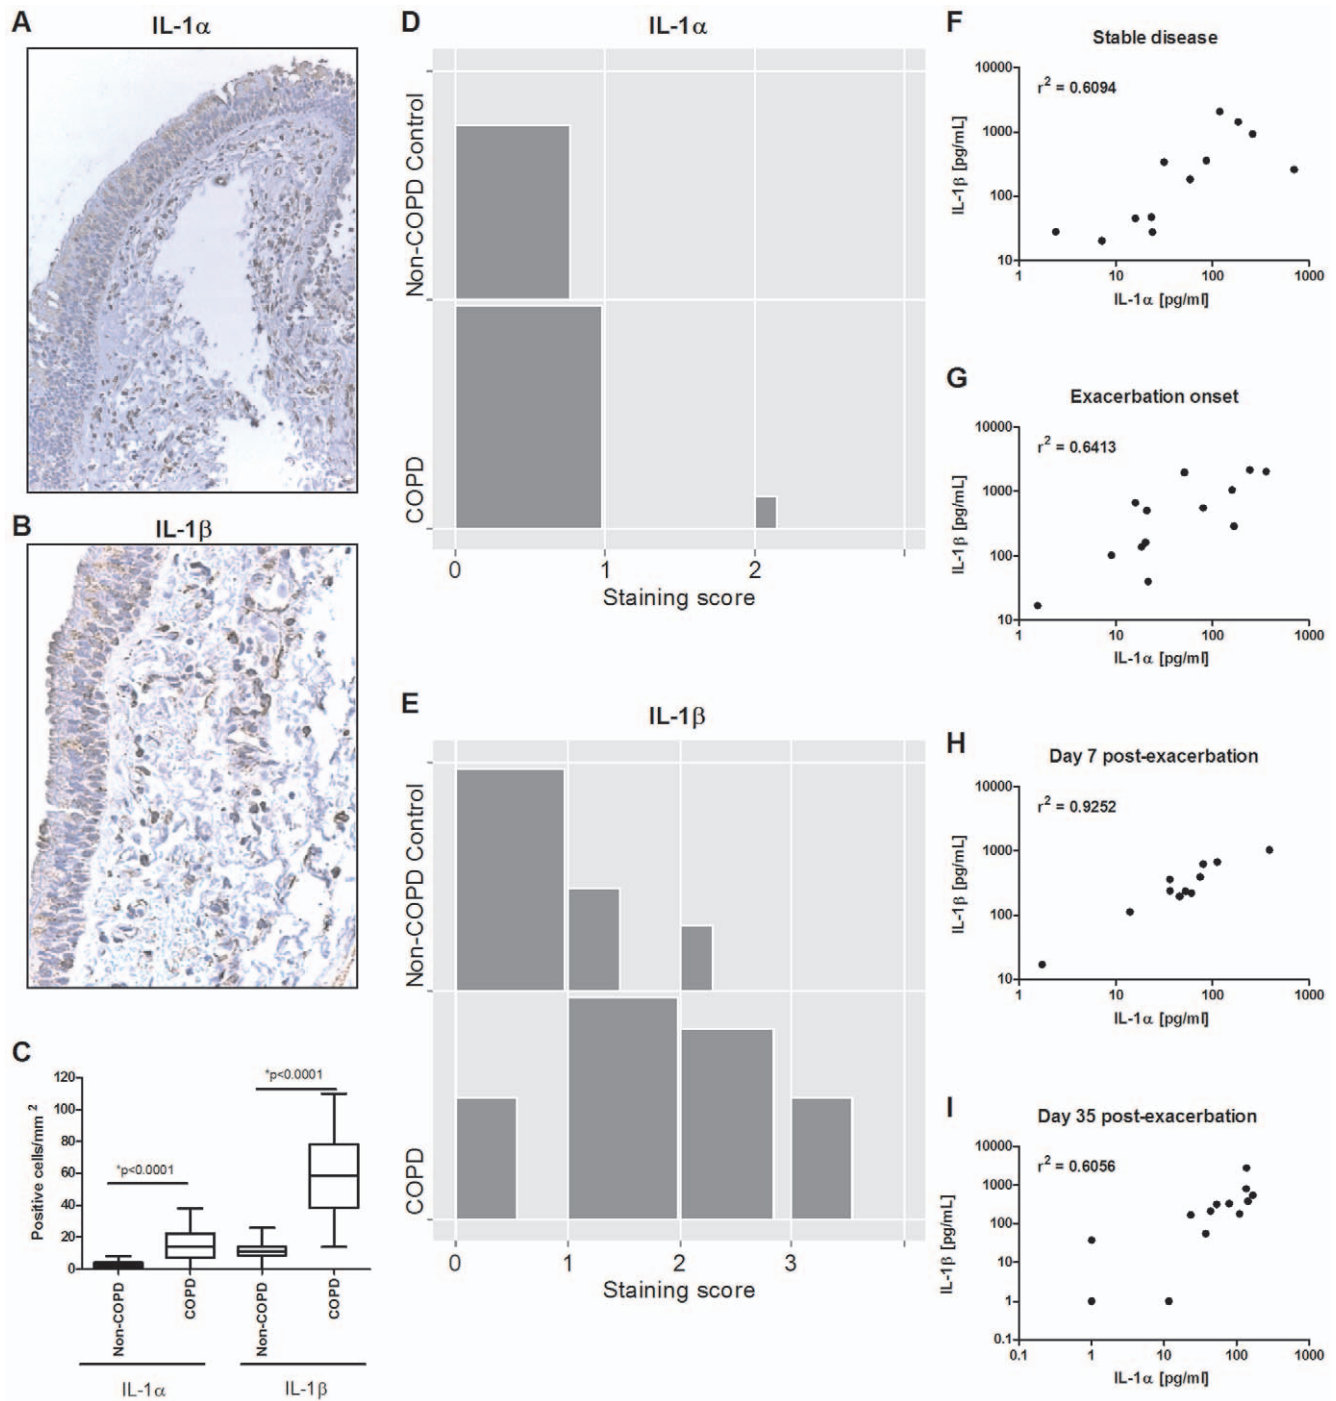 A
IL-1α
B
IL-1β
C
Positive cells/mm 2
120
100
80
60
40
20
0
*p<0.0001
*p<0.0001
Non-COPD
COPD
Non-COPD
COPD
IL-1α
IL-1β
D
IL-1α
Non-COPD Control
COPD
0
1
2
Staining score
E
IL-1β
Non-COPD Control
COPD
0
1
2
3
Staining score
F
Stable disease
r² = 0.6094
IL-1β [pg/mL]
10000
1000
100
10
1
10
100
1000
IL-1α [pg/ml]
G
Exacerbation onset
r² = 0.6413
IL-1β [pg/mL]
10000
1000
100
10
1
10
100
1000
IL-1α [pg/ml]
H
Day 7 post-exacerbation
r² = 0.9252
IL-1β [pg/mL]
10000
1000
100
10
1
10
100
1000
IL-1α [pg/ml]
I
Day 35 post-exacerbation
r² = 0.6056
IL-1β [pg/mL]
10000
1000
100
10
1
0.1
0.1
1
10
100
1000
IL-1α [pg/ml]